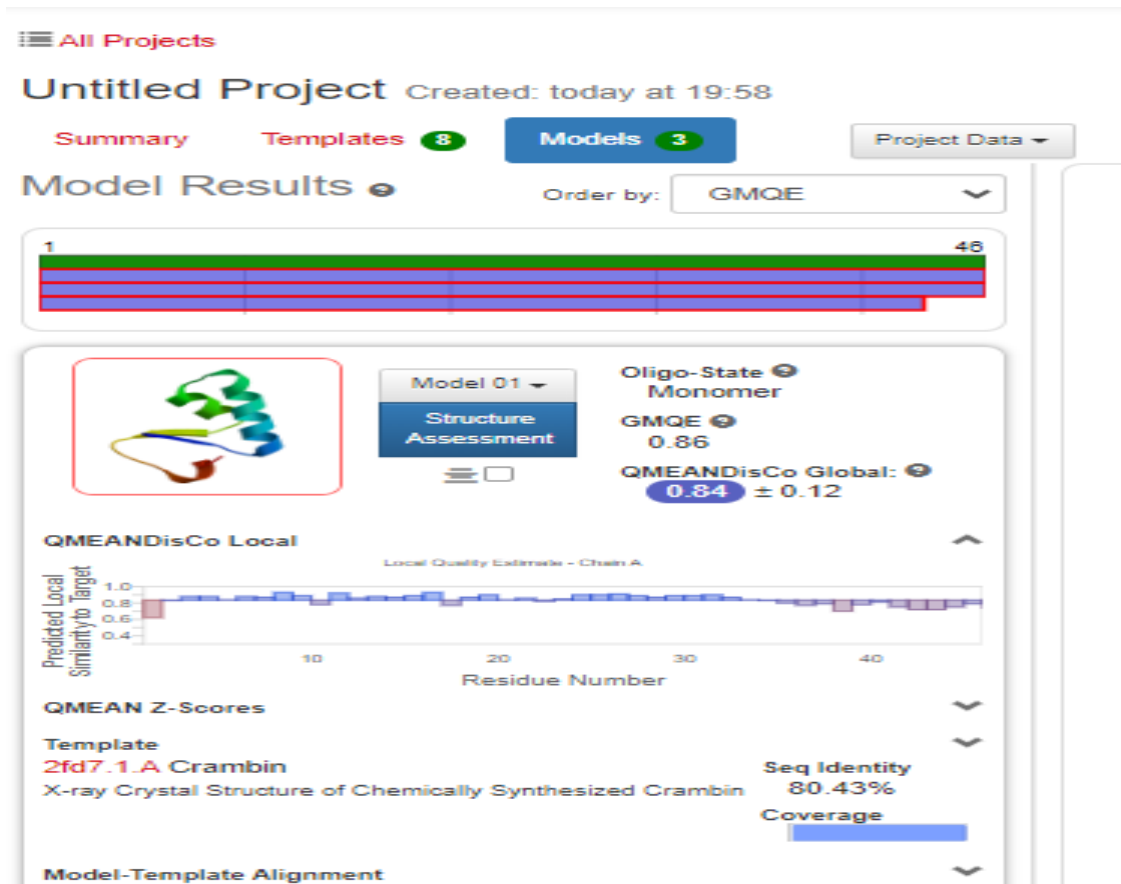 All Projects
Untitled Project Created: today at 19:58
Summary Templates 8 Models 3 Project Data
Model Results Order by: GMQE
1 46
Model 01
Structure
Assessment
Oligo-State
Monomer
GMQE
0.86
QMEANDisCo Global:
0.84 ± 0.12
QMEANDisCo Local
Local Quality Estimate - Chain A
Predicted Local
Similarity to Target
1.0
0.8
0.6
0.4
10 20 30 40
Residue Number
QMEAN Z-Scores
Template
2fd7.1.A Crambin
X-ray Crystal Structure of Chemically Synthesized Crambin
Seq Identity
80.43%
Coverage
Model-Template Alignment